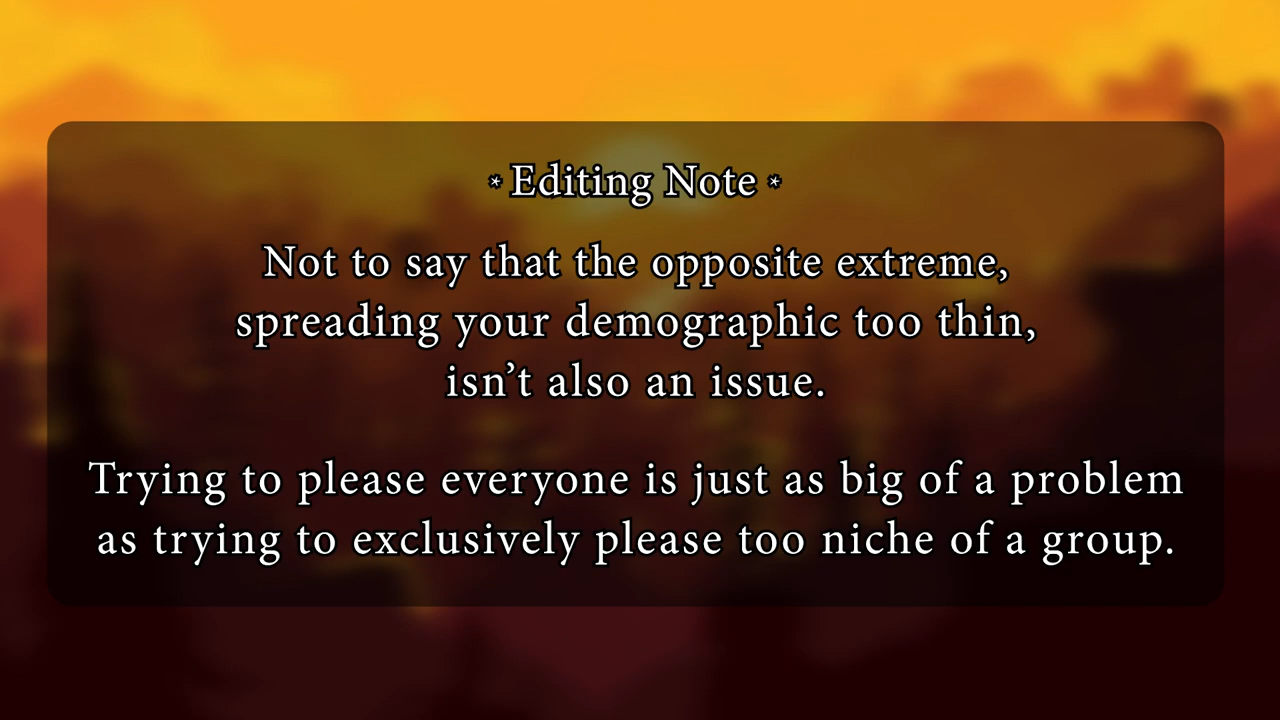 * Editing Note *
Not to say that the opposite extreme,
spreading your demographic too thin,
isn’t also an issue.
Trying to please everyone is just as big of a problem
as trying to exclusively please too niche of a group.